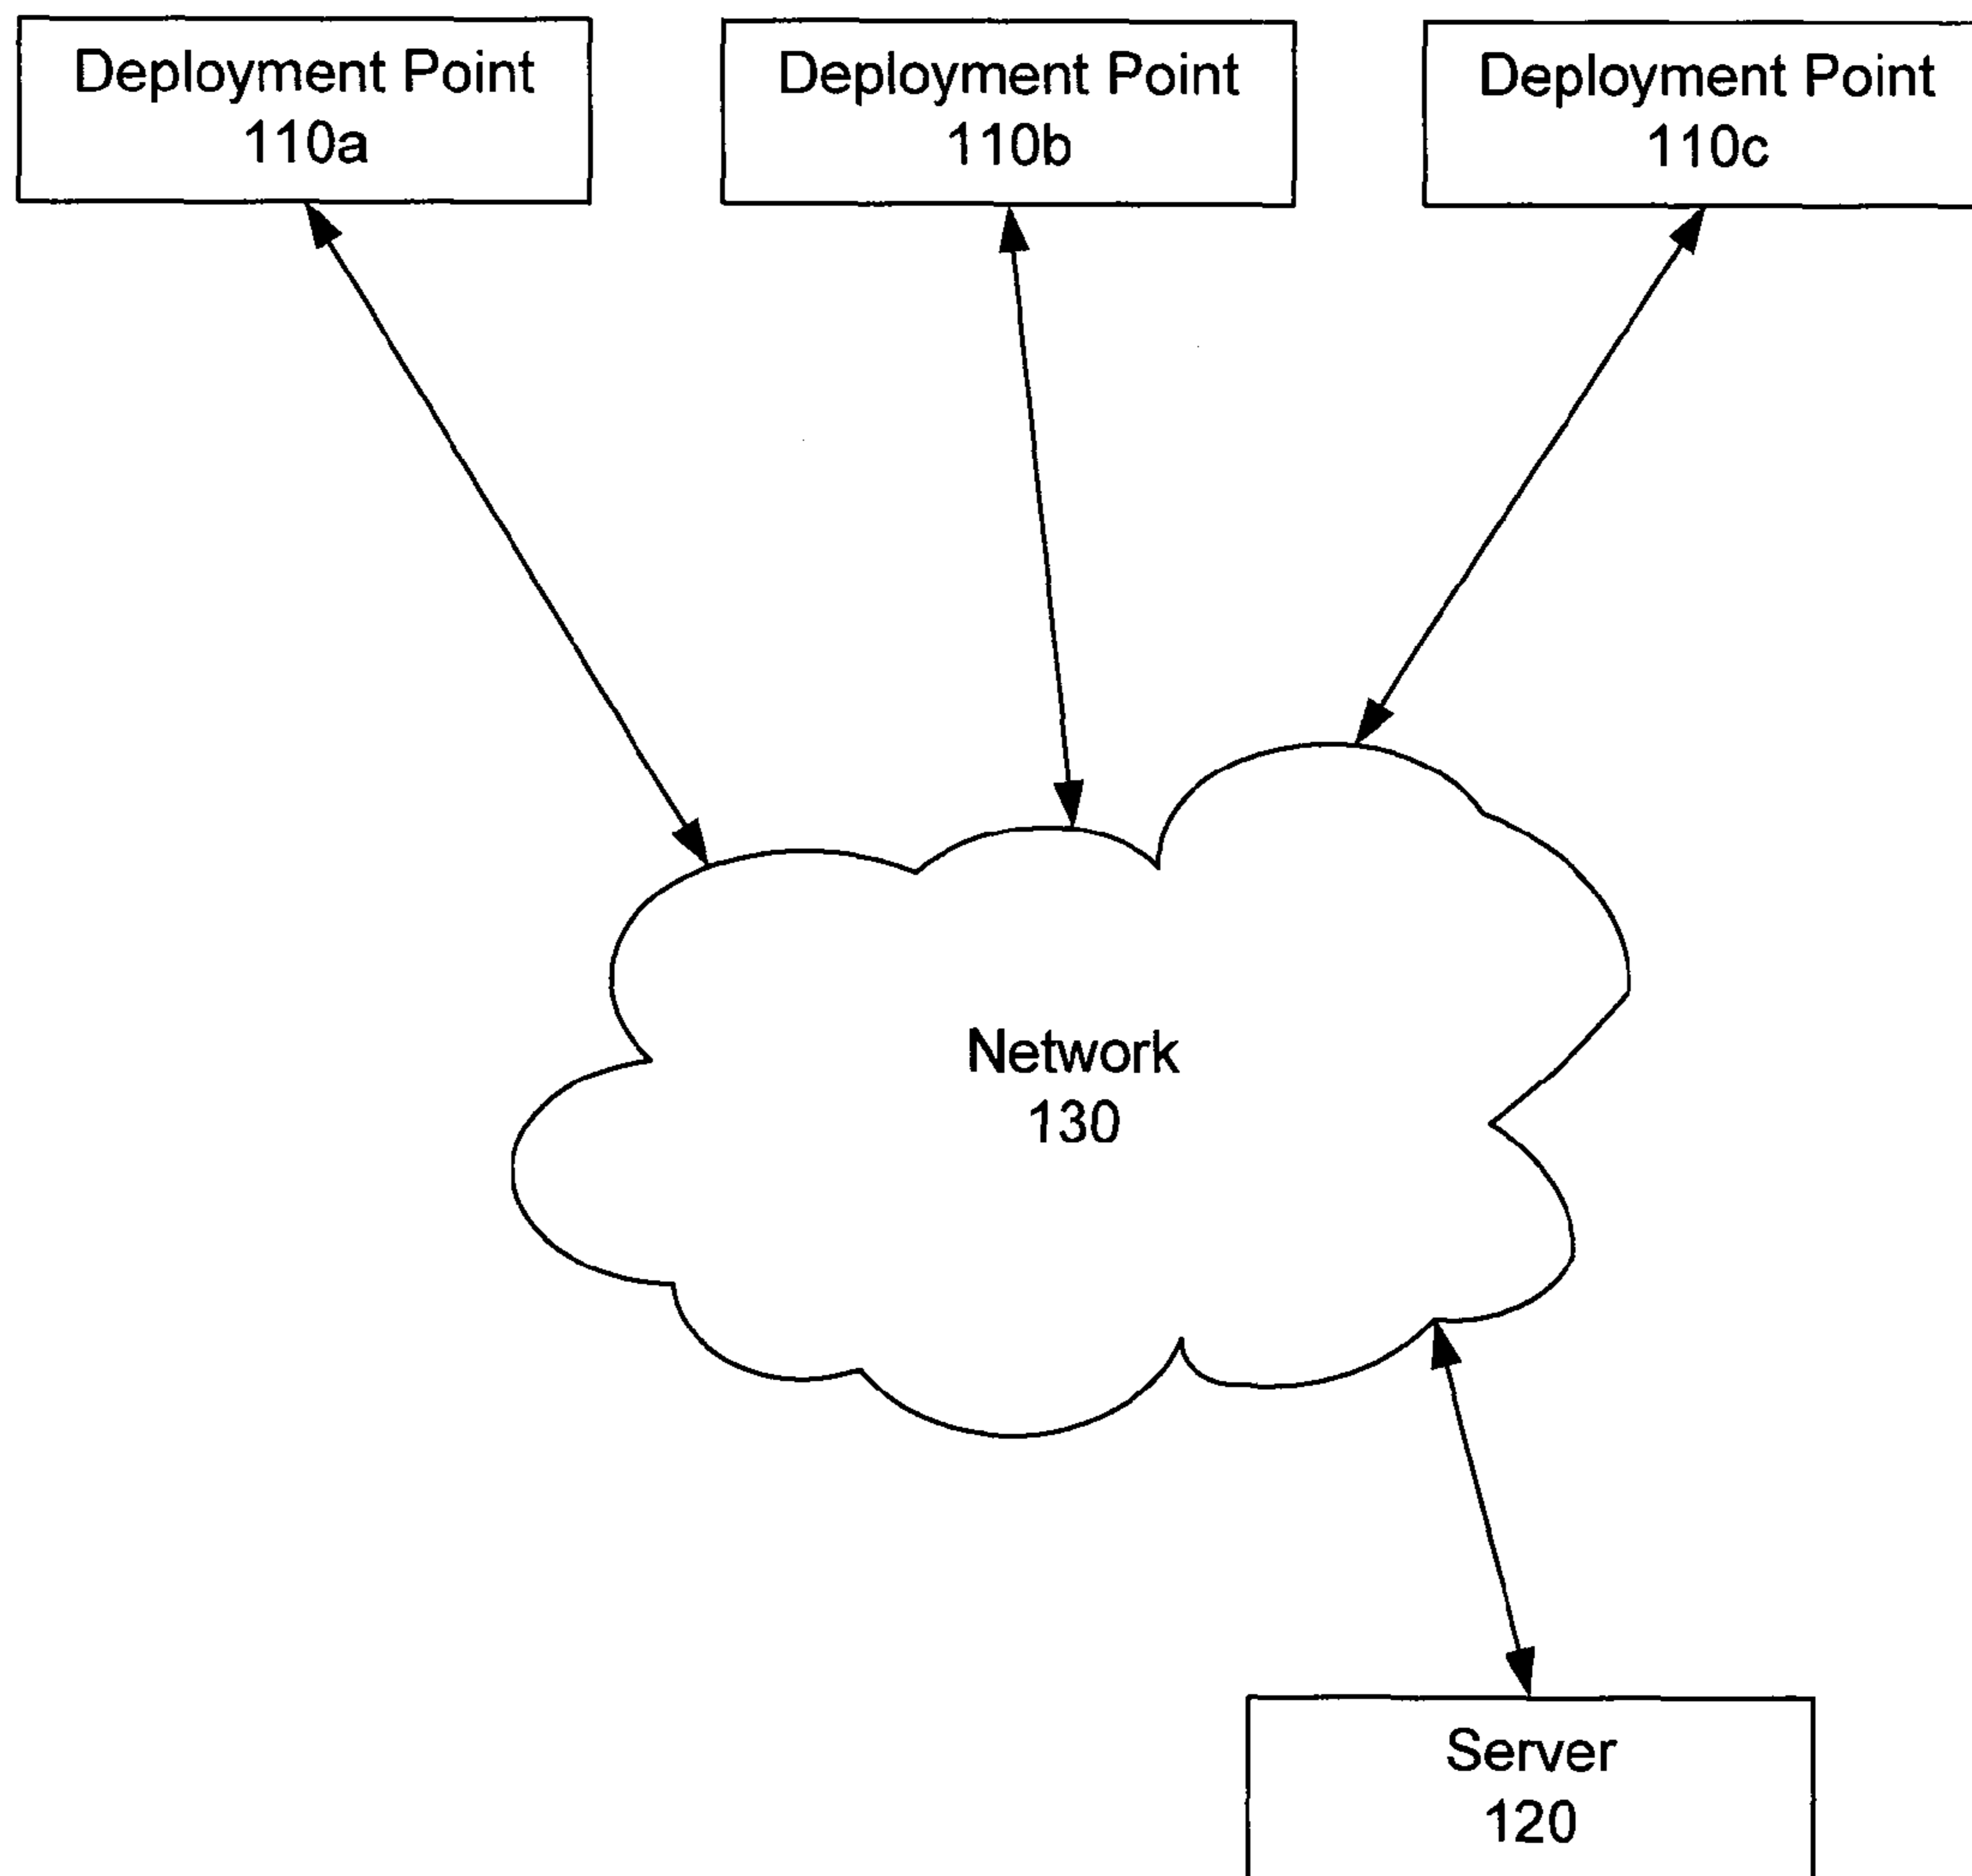 Deployment Point
110a
Deployment Point
110b
Deployment Point
110c
Network
130
Server
120